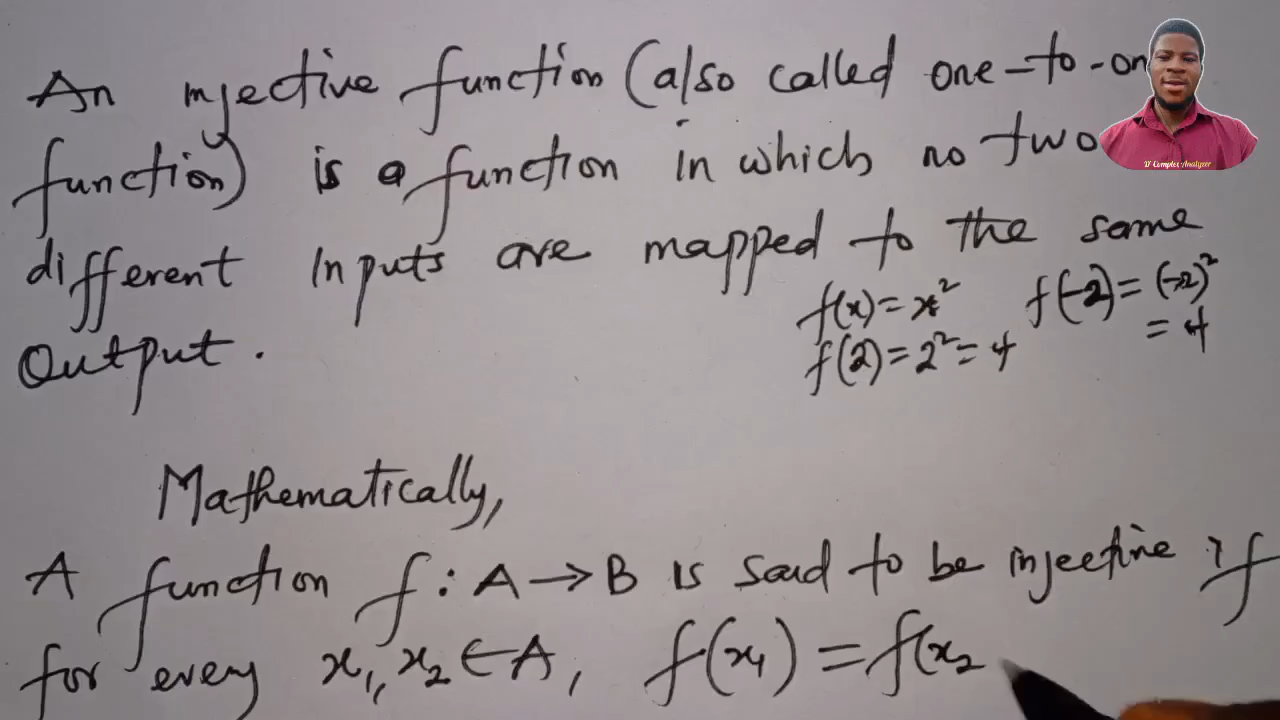 An injective function (also called one-to-on
function) is a function in which no two
different Inputs are mapped to the same
Output.
f(x) = x² f(-2) = (-2)²
= 4
f(2) = 2² = 4
Mathematically,
A function f: A → B is said to be injective if
for every x₁, x₂ ∈ A, f(x₁) = f(x₂
D' Complex Analyzer